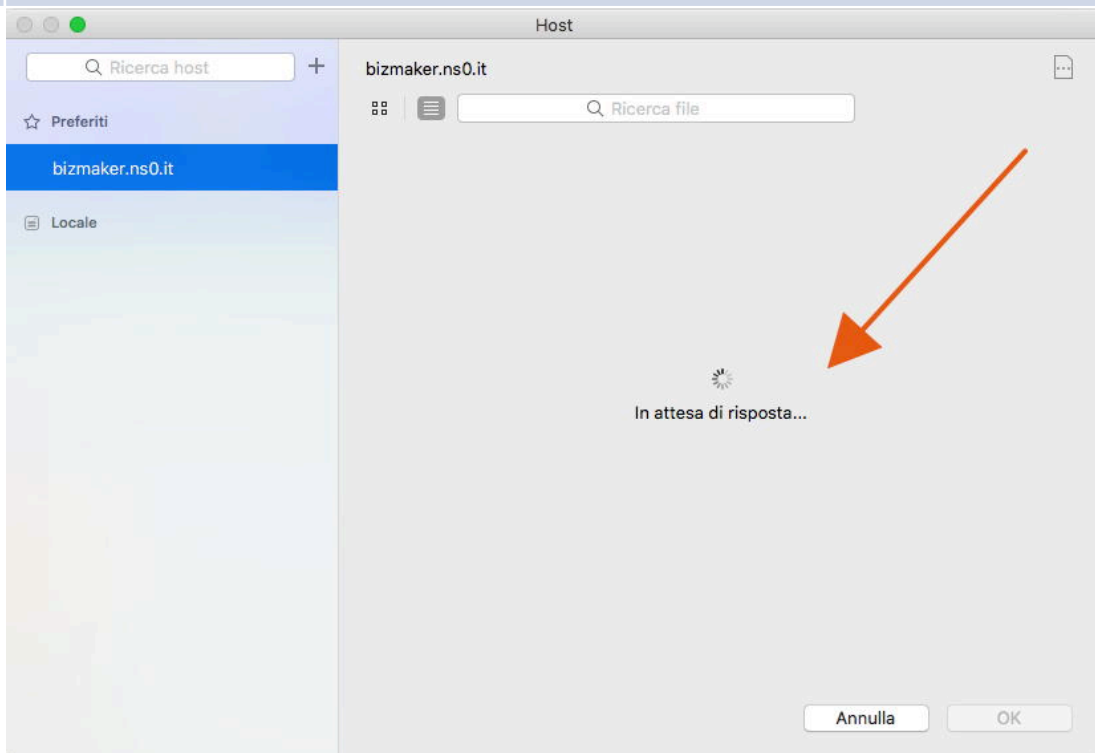 Host
Ricerca host
bizmaker.ns0.it
Ricerca file
Preferiti
bizmaker.ns0.it
Locale
In attesa di risposta...
Annulla
OK